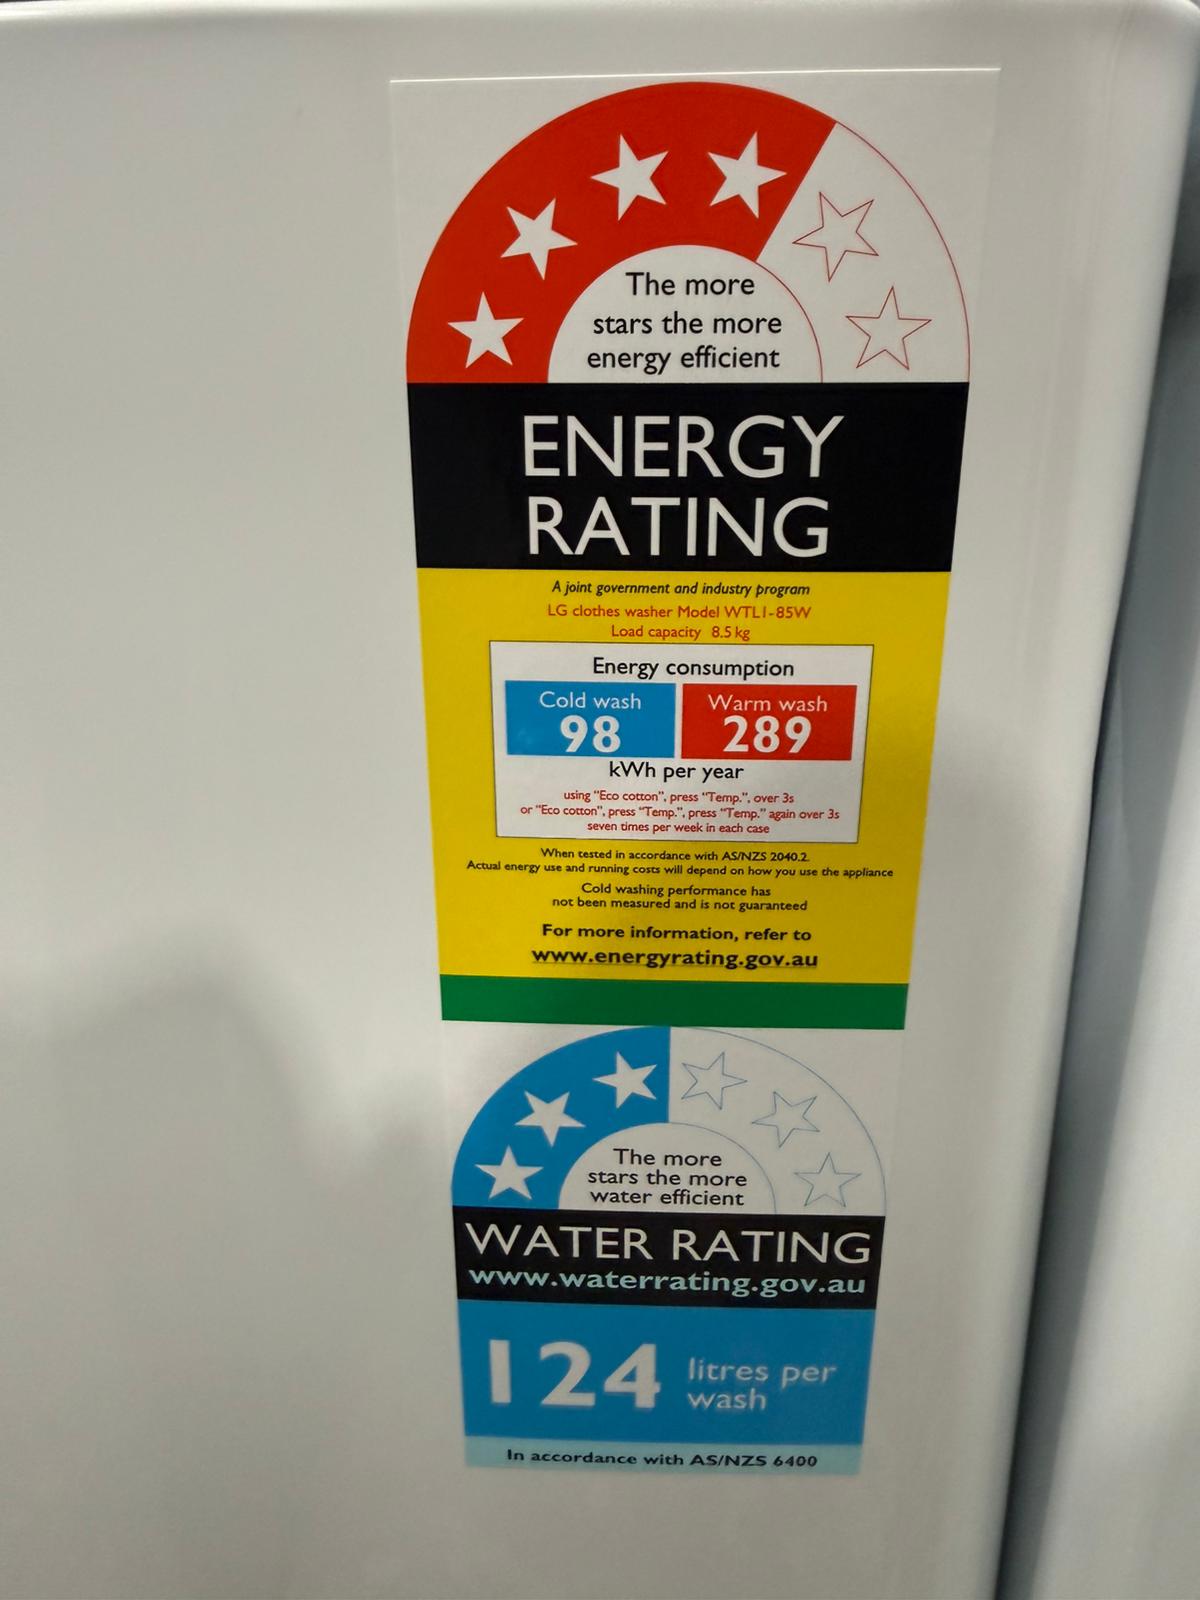 The more
stars the more
energy efficient
ENERGY
RATING
A joint government and industry program
LG clothes washer Model WTL1-85W
Load capacity 8.5 kg
Energy consumption
Cold wash
98
Warm wash
289
kWh per year
using "Eco cotton", press "Temp.", over 3s
or "Eco cotton", press "Temp.", press "Temp." again over 3s
seven times per week in each case
When tested in accordance with AS/NZS 2040.2.
Actual energy use and running costs will depend on how you use the appliance
Cold washing performance has
not been measured and is not guaranteed
For more information, refer to
www.energyrating.gov.au
The more
stars the more
water efficient
WATER RATING
www.waterrating.gov.au
124 litres per
wash
In accordance with AS/NZS 6400